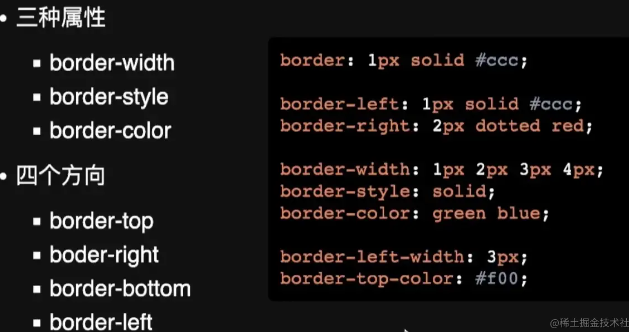 三种属性
border-width
border-style
border-color
四个方向
border-top
boder-right
border-bottom
border-left
border: 1px solid #ccc;
border-left: 1px solid #ccc;
border-right: 2px dotted red;
border-width: 1px 2px 3px 4px;
border-style: solid;
border-color: green blue;
border-left-width: 3px;
border-top-color: #f00;
@稀土掘金技术社